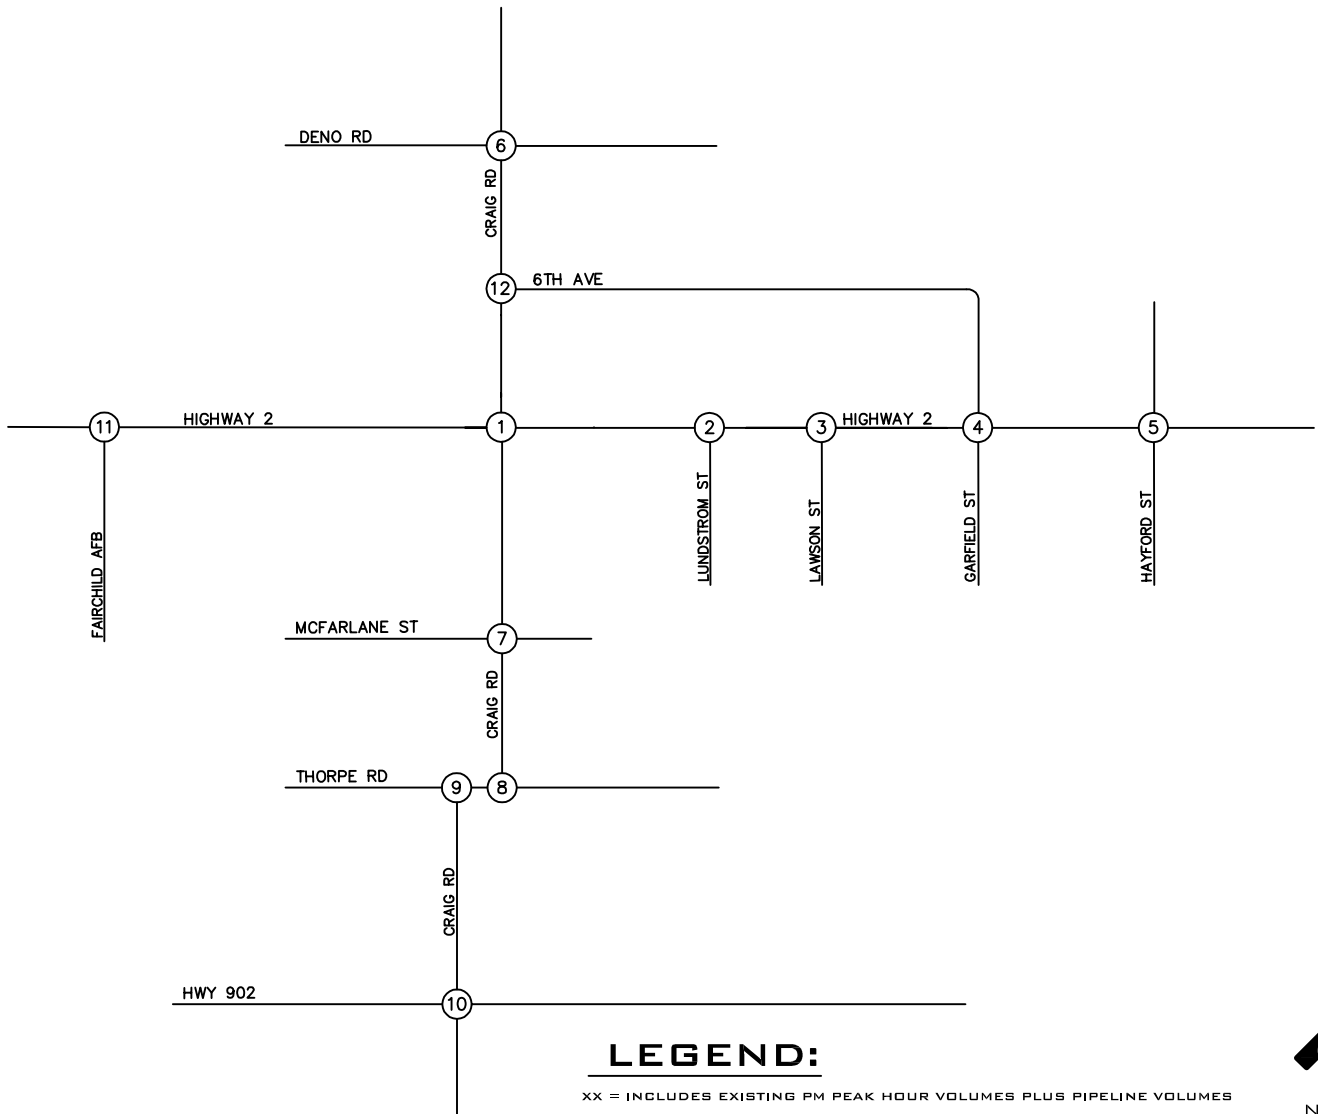 DENO RD
6
CRAIG RD
12
6TH AVE
11
HIGHWAY 2
1
2
3
HIGHWAY 2
4
5
FAIRCHILD AFB
LUNDSTROM ST
LAWSON ST
GARFIELD ST
HAYFORD ST
MCFARLANE ST
7
CRAIG RD
THORPE RD
9
8
CRAIG RD
HWY 902
10
LEGEND:
XX = INCLUDES EXISTING PM PEAK HOUR VOLUMES PLUS PIPELINE VOLUMES